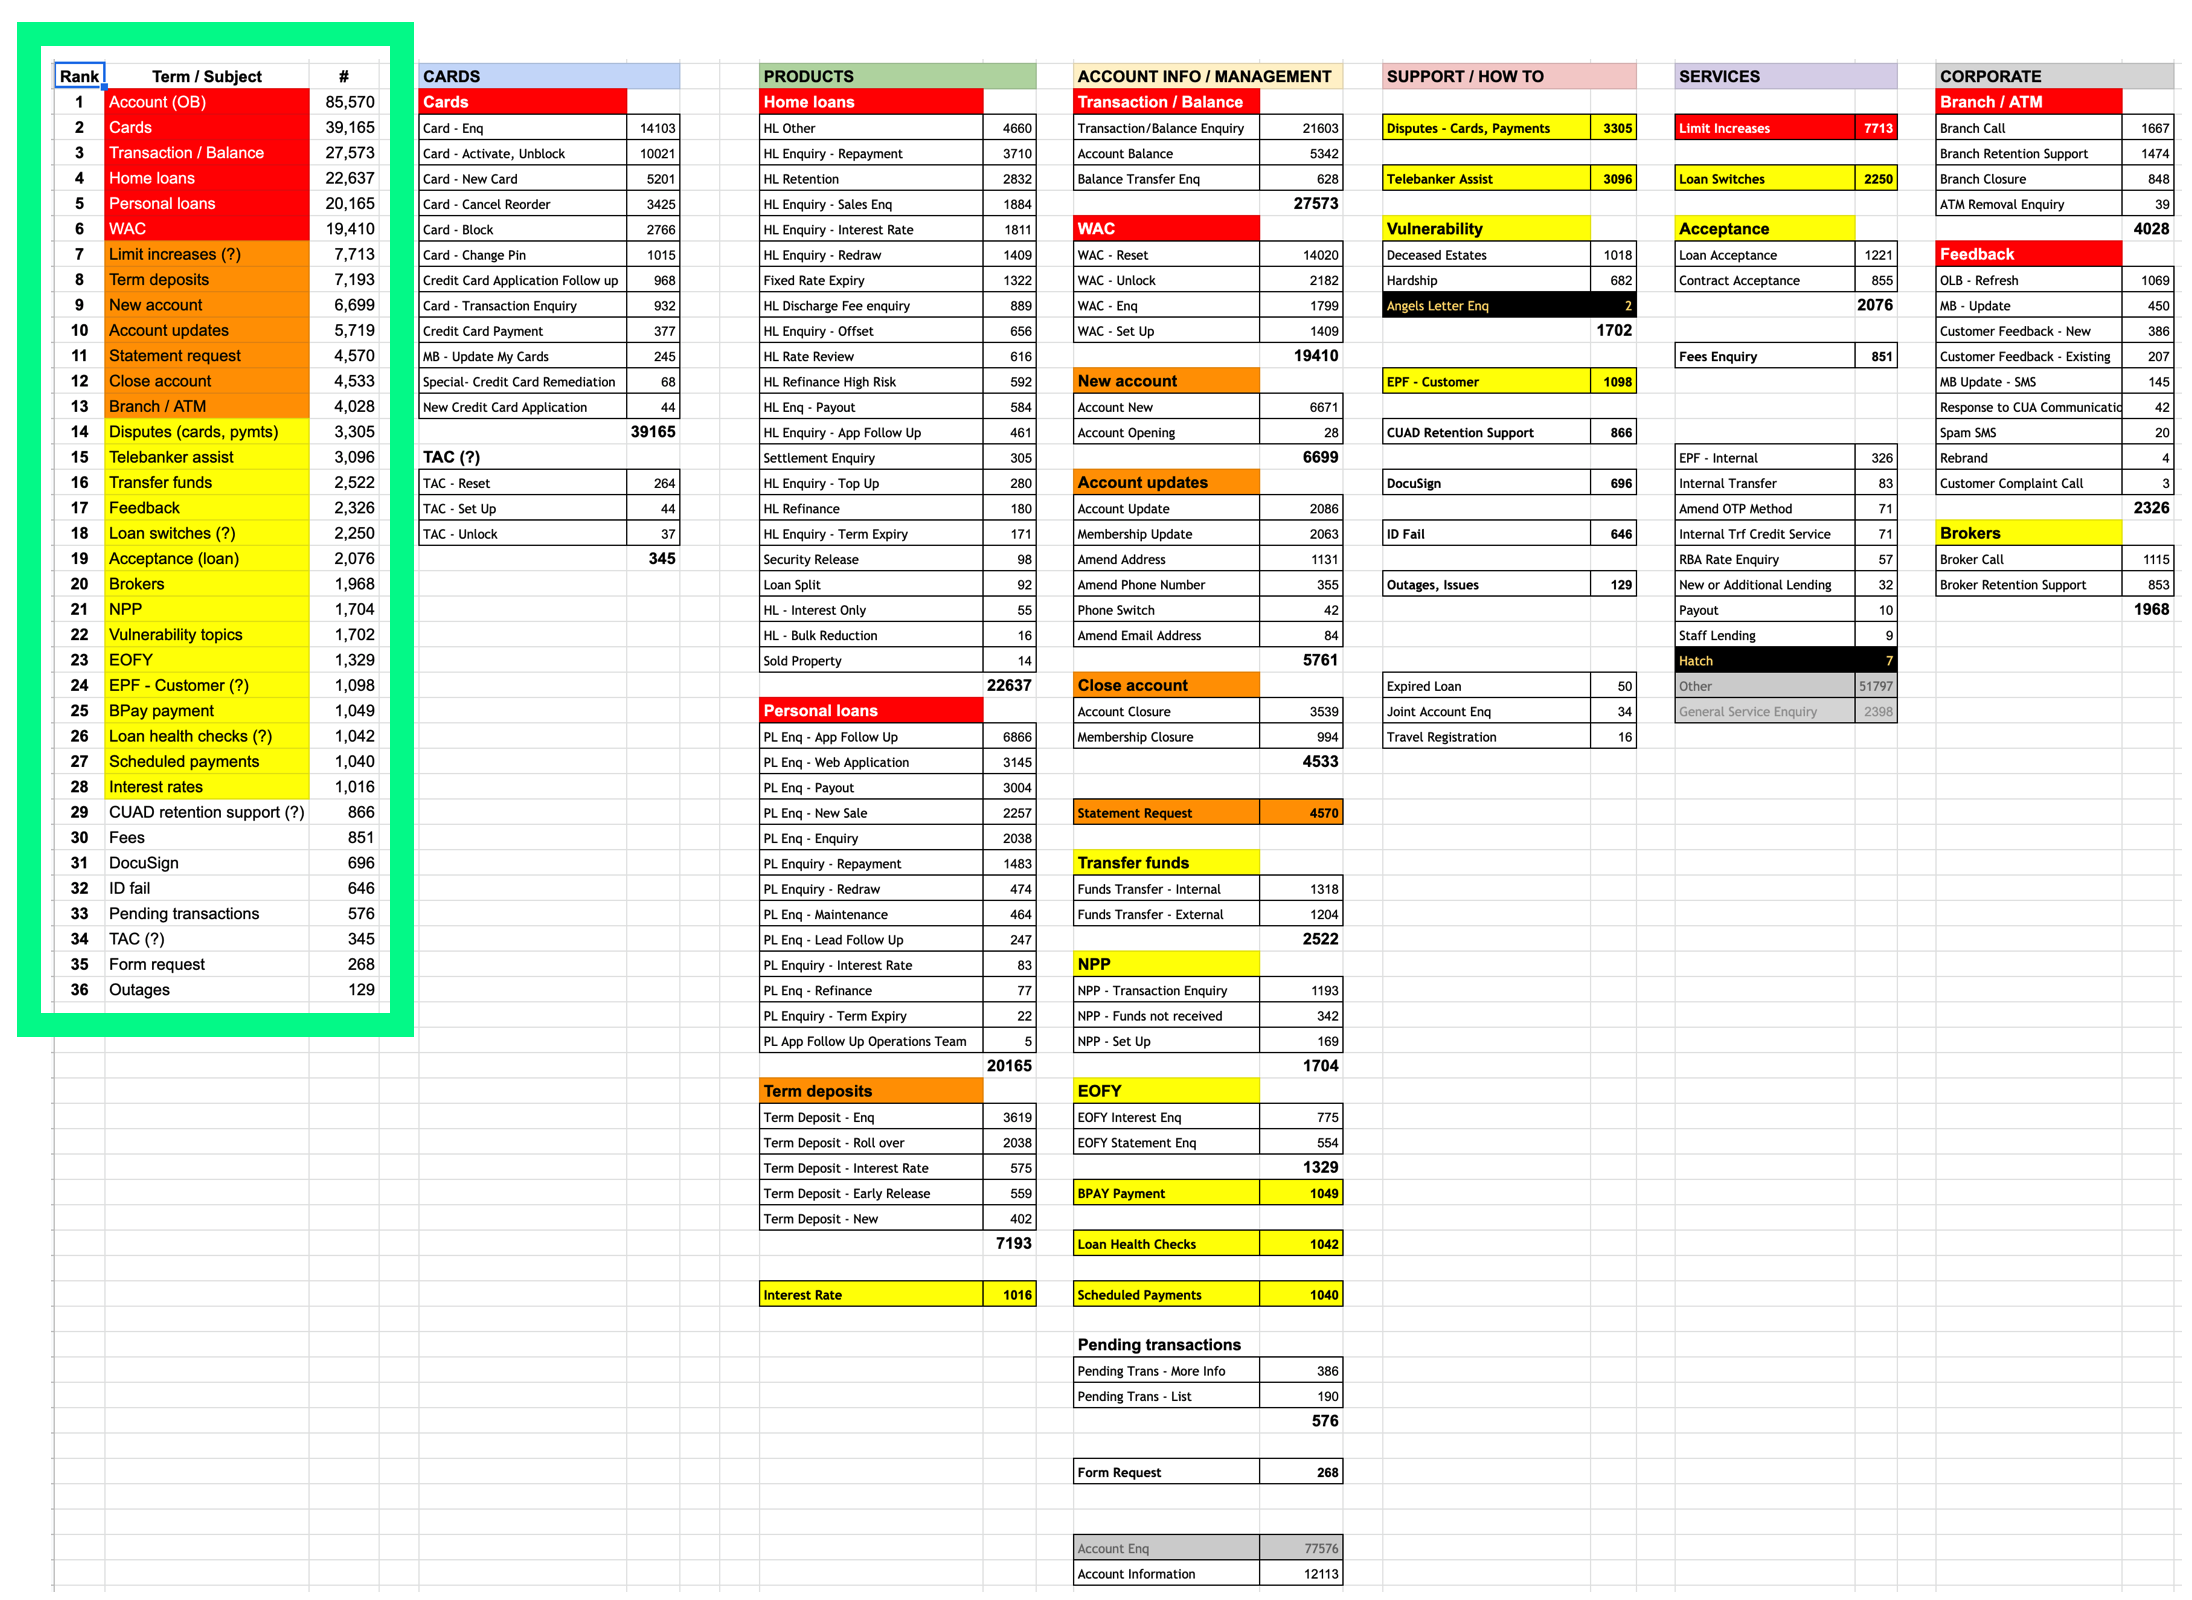 Rank Term / Subject #
1 Account (OB) 85,570
2 Cards 39,165
3 Transaction / Balance 27,573
4 Home loans 22,637
5 Personal loans 20,165
6 WAC 19,410
7 Limit increases (?) 7,713
8 Term deposits 7,193
9 New account 6,699
10 Account updates 5,719
11 Statement request 4,570
12 Close account 4,533
13 Branch / ATM 4,028
14 Disputes (cards, pymts) 3,305
15 Telebanker assist 3,096
16 Transfer funds 2,522
17 Feedback 2,326
18 Loan switches (?) 2,250
19 Acceptance (loan) 2,076
20 Brokers 1,968
21 NPP 1,704
22 Vulnerability topics 1,702
23 EOFY 1,329
24 EPF - Customer (?) 1,098
25 BPay payment 1,049
26 Loan health checks (?) 1,042
27 Scheduled payments 1,040
28 Interest rates 1,016
29 CUAD retention support (?) 866
30 Fees 851
31 DocuSign 696
32 ID fail 646
33 Pending transactions 576
34 TAC (?) 345
35 Form request 268
36 Outages 129
CARDS
Cards
Card - Enq 14103
Card - Activate, Unblock 10021
Card - New Card 5201
Card - Cancel Reorder 3425
Card - Block 2766
Card - Change Pin 1015
Credit Card Application Follow up 968
Card - Transaction Enquiry 932
Credit Card Payment 377
MB - Update My Cards 245
Special- Credit Card Remediation 68
New Credit Card Application 44
39165
TAC (?)
TAC - Reset 264
TAC - Set Up 44
TAC - Unlock 37
345
PRODUCTS
Home loans
HL Other 4660
HL Enquiry - Repayment 3710
HL Retention 2832
HL Enquiry - Sales Enq 1884
HL Enquiry - Interest Rate 1811
HL Enquiry - Redraw 1409
Fixed Rate Expiry 1322
HL Discharge Fee enquiry 889
HL Enquiry - Offset 656
HL Rate Review 616
HL Refinance High Risk 592
HL Enq - Payout 584
HL Enquiry - App Follow Up 461
Settlement Enquiry 305
HL Enquiry - Top Up 280
HL Refinance 180
HL Enquiry - Term Expiry 171
Security Release 98
Loan Split 92
HL - Interest Only 55
HL - Bulk Reduction 16
Sold Property 14
22637
Personal loans
PL Enq - App Follow Up 6866
PL Enq - Web Application 3145
PL Enq - Payout 3004
PL Enq - New Sale 2257
PL Enq - Enquiry 2038
PL Enquiry - Repayment 1483
PL Enquiry - Redraw 474
PL Enq - Maintenance 464
PL Enq - Lead Follow Up 247
PL Enquiry - Interest Rate 83
PL Enq - Refinance 77
PL Enquiry - Term Expiry 22
PL App Follow Up Operations Team 5
20165
Term deposits
Term Deposit - Enq 3619
Term Deposit - Roll over 2038
Term Deposit - Interest Rate 575
Term Deposit - Early Release 559
Term Deposit - New 402
7193
Interest Rate 1016
ACCOUNT INFO / MANAGEMENT
Transaction / Balance
Transaction/Balance Enquiry 21603
Account Balance 5342
Balance Transfer Enq 628
27573
WAC
WAC - Reset 14020
WAC - Unlock 2182
WAC - Enq 1799
WAC - Set Up 1409
19410
New account
Account New 6671
Account Opening 28
6699
Account updates
Account Update 2086
Membership Update 2063
Amend Address 1131
Amend Phone Number 355
Phone Switch 42
Amend Email Address 84
5761
Close account
Account Closure 3539
Membership Closure 994
4533
Statement Request 4570
Transfer funds
Funds Transfer - Internal 1318
Funds Transfer - External 1204
2522
NPP
NPP - Transaction Enquiry 1193
NPP - Funds not received 342
NPP - Set Up 169
1704
EOFY
EOFY Interest Enq 775
EOFY Statement Enq 554
1329
BPAY Payment 1049
Loan Health Checks 1042
Scheduled Payments 1040
Pending transactions
Pending Trans - More Info 386
Pending Trans - List 190
576
Form Request 268
Account Enq 77576
Account Information 12113
SUPPORT / HOW TO
Disputes - Cards, Payments 3305
Telebanker Assist 3096
Vulnerability
Deceased Estates 1018
Hardship 682
Angels Letter Enq 2
1702
EPF - Customer 1098
CUAD Retention Support 866
DocuSign 696
ID Fail 646
Outages, Issues 129
Expired Loan 50
Joint Account Enq 34
Travel Registration 16
SERVICES
Limit Increases 7713
Loan Switches 2250
Acceptance
Loan Acceptance 1221
Contract Acceptance 855
2076
Fees Enquiry 851
EPF - Internal 326
Internal Transfer 83
Amend OTP Method 71
Internal Trf Credit Service 71
RBA Rate Enquiry 57
New or Additional Lending 32
Payout 10
Staff Lending 9
Hatch 7
Other 51797
General Service Enquiry 2398
CORPORATE
Branch / ATM
Branch Call 1667
Branch Retention Support 1474
Branch Closure 848
ATM Removal Enquiry 39
4028
Feedback
OLB - Refresh 1069
MB - Update 450
Customer Feedback - New 386
Customer Feedback - Existing 207
MB Update - SMS 145
Response to CUA Communicatio 42
Spam SMS 20
Rebrand 4
Customer Complaint Call 3
2326
Brokers
Broker Call 1115
Broker Retention Support 853
1968